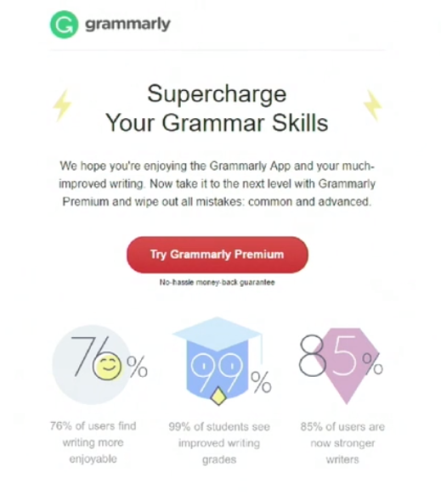 grammarly
Supercharge
Your Grammar Skills
We hope you're enjoying the Grammarly App and your much-
improved writing. Now take it to the next level with Grammarly
Premium and wipe out all mistakes: common and advanced.
Try Grammarly Premium
No-hassle money-back guarantee
76% 99% 85%
76% of users find 99% of students see 85% of users are
writing more improved writing now stronger
enjoyable grades writers